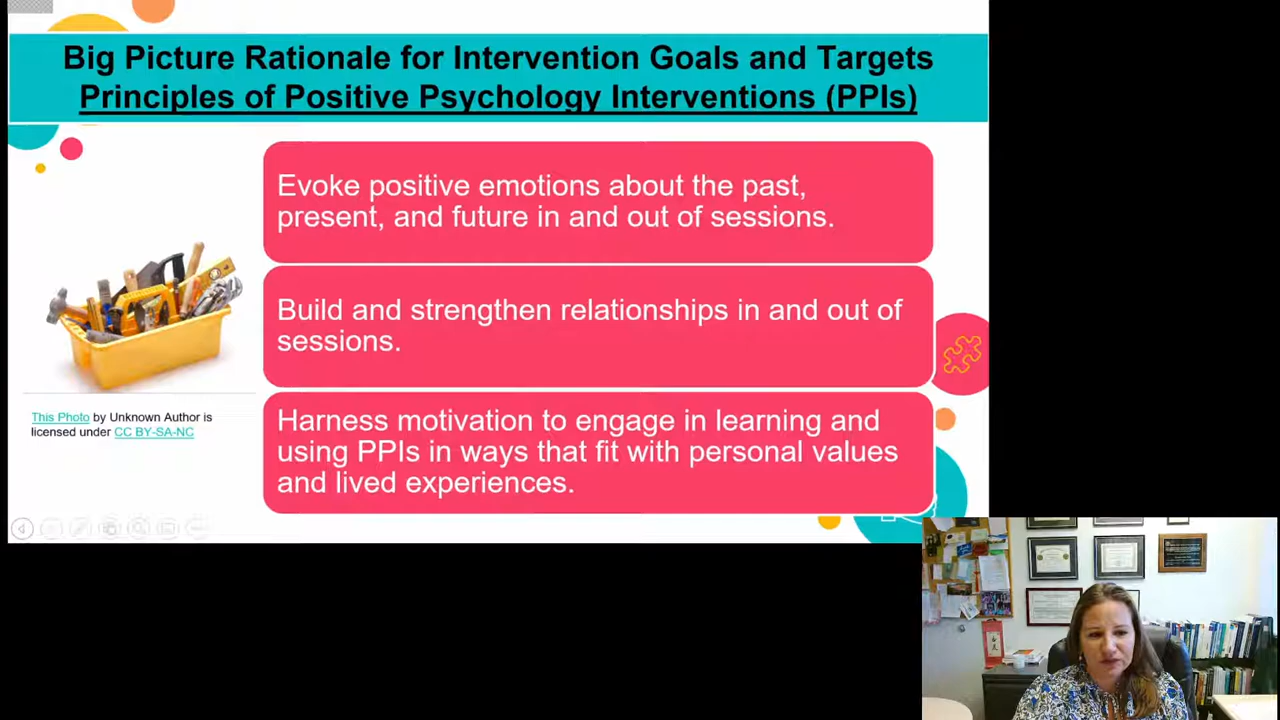 Big Picture Rationale for Intervention Goals and Targets
Principles of Positive Psychology Interventions (PPIs)
Evoke positive emotions about the past,
present, and future in and out of sessions.
Build and strengthen relationships in and out of
sessions.
Harness motivation to engage in learning and
using PPIs in ways that fit with personal values
and lived experiences.
This Photo by Unknown Author is
licensed under CC BY-SA-NC